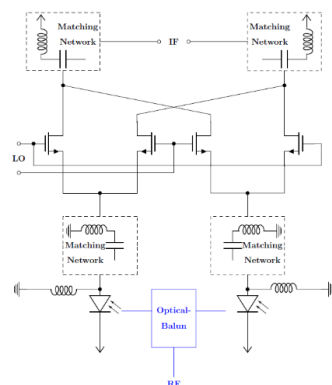 Matching
Network
Matching
Network
IF
LO
Matching
Network
Matching
Network
Optical-
Balun
RF